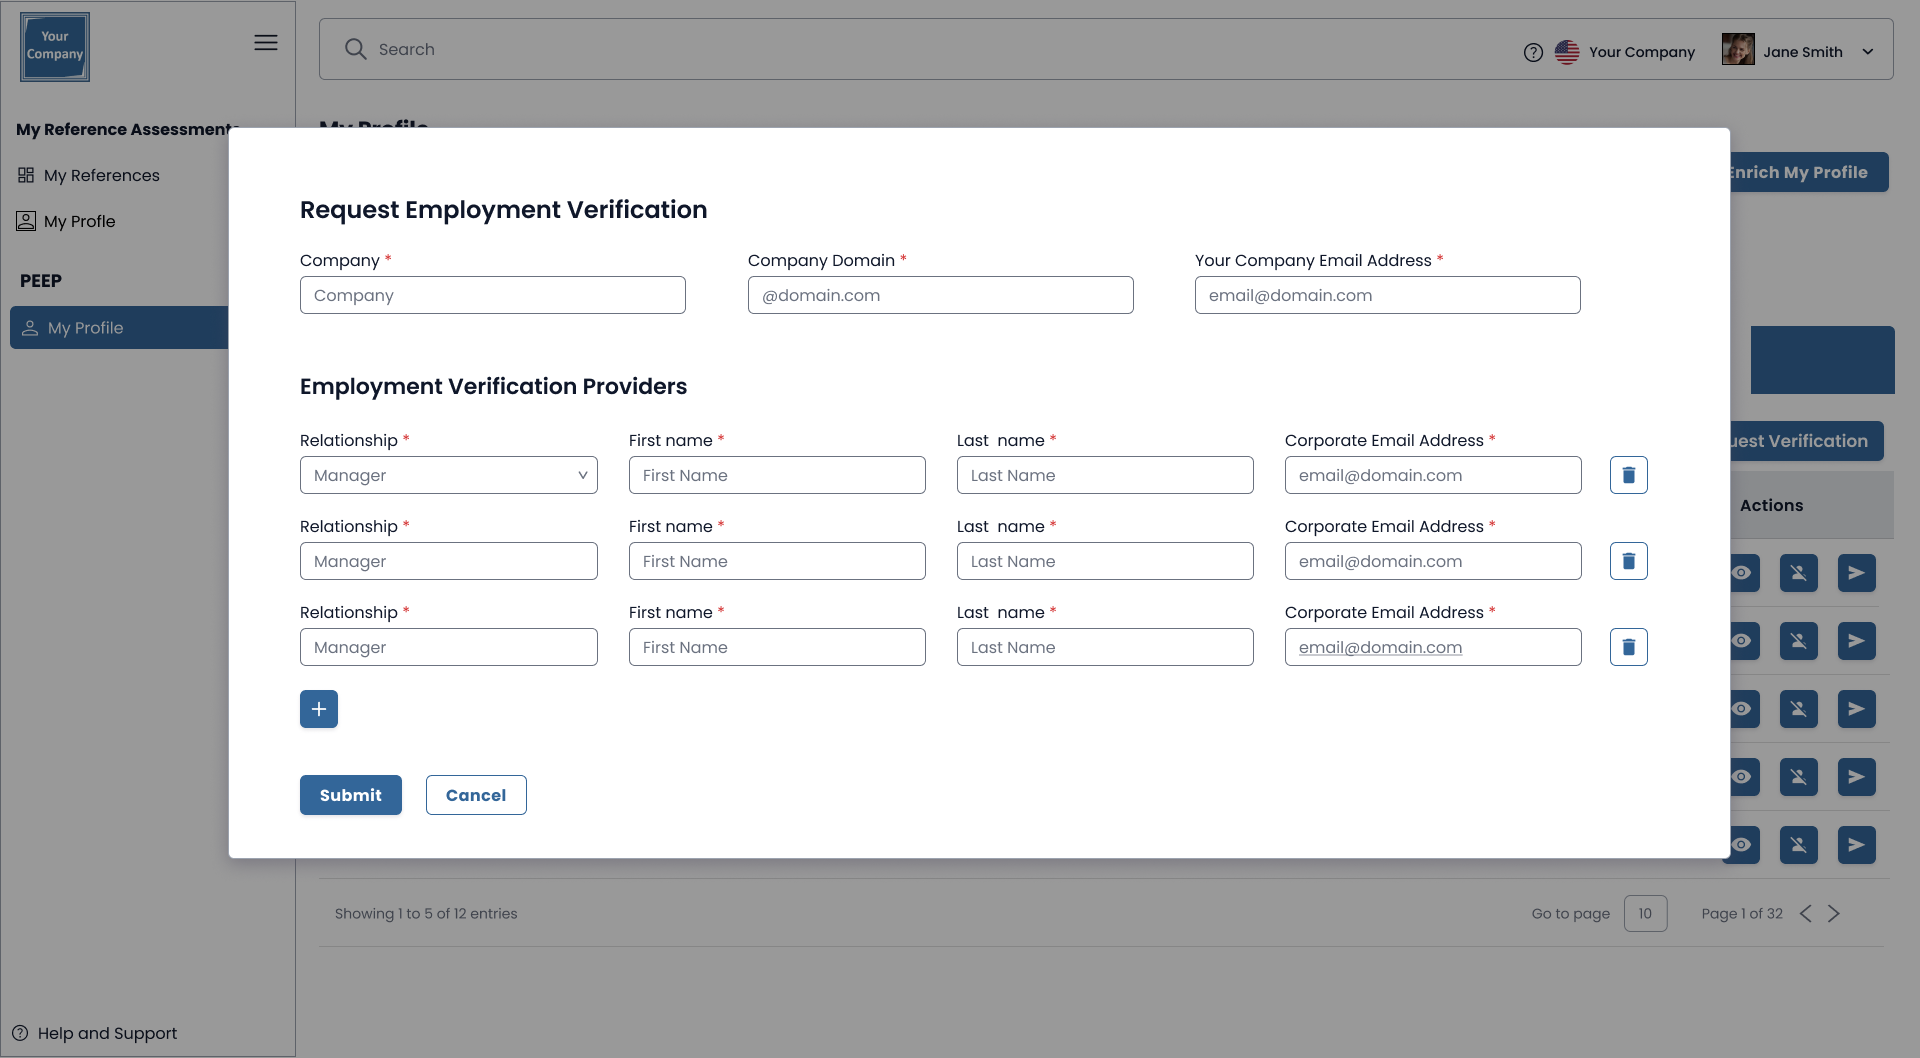 Your
Company
Search
Your Company
Jane Smith
My Reference Assessments
My Profile
My References
Enrich My Profile
My Profle
PEEP
My Profile
Request Employment Verification
Company *
Company Domain *
Your Company Email Address *
Company
@domain.com
email@domain.com
Employment Verification Providers
uest Verification
Relationship *
First name *
Last  name *
Corporate Email Address *
Manager
First Name
Last Name
email@domain.com
Actions
Relationship *
First name *
Last  name *
Corporate Email Address *
Manager
First Name
Last Name
email@domain.com
Relationship *
First name *
Last  name *
Corporate Email Address *
Manager
First Name
Last Name
email@domain.com
Submit
Cancel
Showing 1 to 5 of 12 entries
Go to page
10
Page 1 of 32
Help and Support